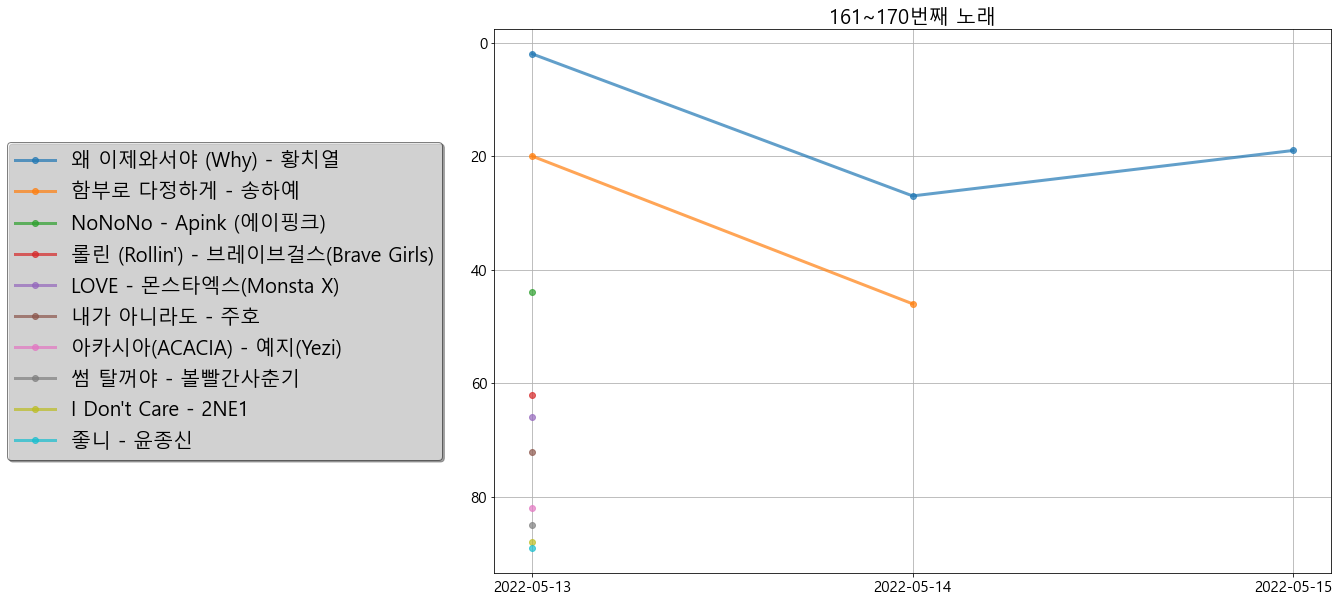 161~170번째 노래
왜 이제와서야 (Why) - 황치열
함부로 다정하게 - 송하예
NoNoNo - Apink (에이핑크)
롤린 (Rollin') - 브레이브걸스(Brave Girls)
LOVE - 몬스타엑스(Monsta X)
내가 아니라도 - 주호
아카시아(ACACIA) - 예지(Yezi)
썸 탈꺼야 - 볼빨간사춘기
I Don't Care - 2NE1
좋니 - 윤종신
0
20
40
60
80
2022-05-13
2022-05-14
2022-05-15